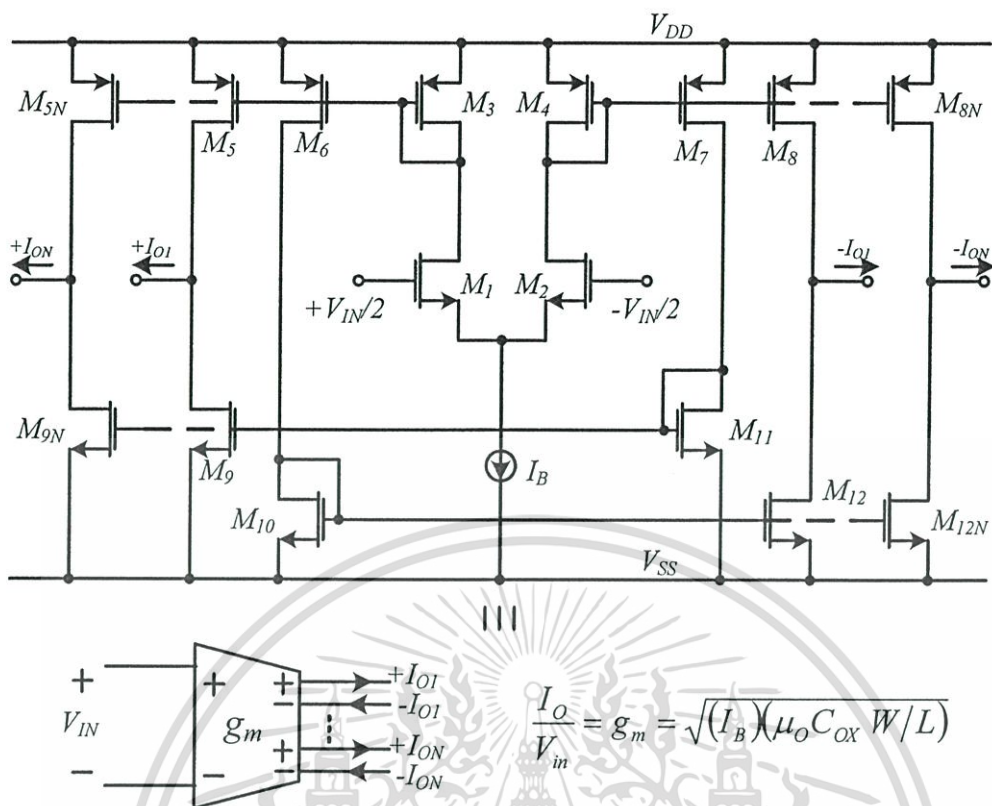 V_DD
M_5N
M_5
M_6
M_3
M_4
M_7
M_8
M_8N
+I_ON
+I_O1
M_1
M_2
-I_O1
-I_ON
+V_IN/2
-V_IN/2
M_9N
M_9
M_11
I_B
M_10
M_12
M_12N
V_SS
+
V_IN
−
+
−
g_m
+
−
+
−
+I_O1
-I_O1
+I_ON
-I_ON
I_O/V_in = g_m = √(I_B)(μ_O C_OX W/L)